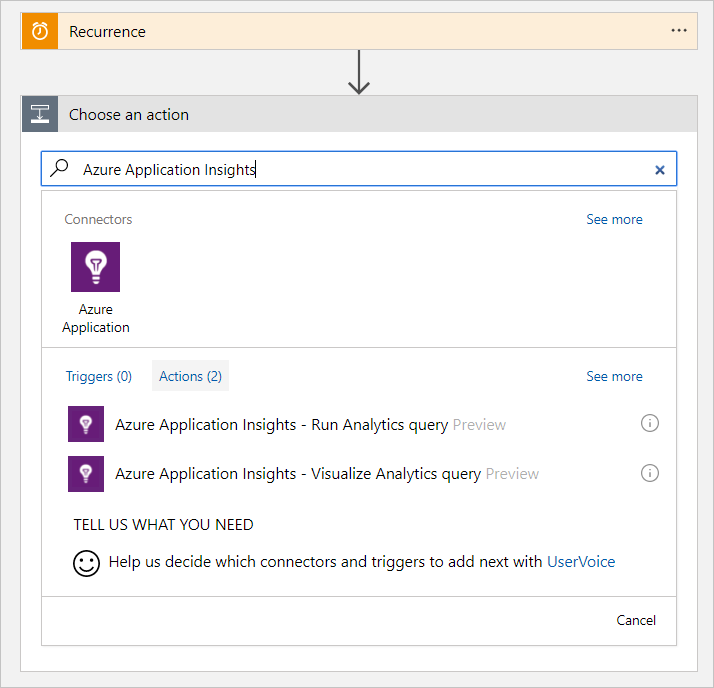 Recurrence
Choose an action
Azure Application Insights
Connectors See more
Azure
Application
Triggers (0) Actions (2) See more
Azure Application Insights - Run Analytics query Preview
Azure Application Insights - Visualize Analytics query Preview
TELL US WHAT YOU NEED
Help us decide which connectors and triggers to add next with UserVoice
Cancel